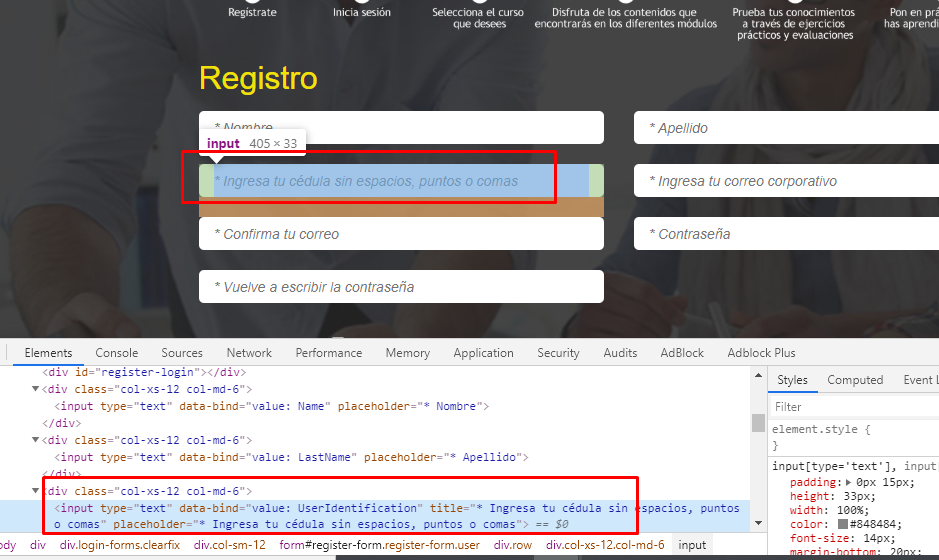 Regístrate
Inicia sesión
Selecciona el curso
que desees
Disfruta de los contenidos que
encontrarás en los diferentes módulos
Prueba tus conocimientos
a través de ejercicios
prácticos y evaluaciones
Pon en prá
has aprendi
Registro
* Nombre
* Apellido
input 405 × 33
* Ingresa tu cédula sin espacios, puntos o comas
* Ingresa tu correo corporativo
* Confirma tu correo
* Contraseña
* Vuelve a escribir la contraseña
Elements Console Sources Network Performance Memory Application Security Audits AdBlock Adblock Plus
<div id="register-login"></div>
▼<div class="col-xs-12 col-md-6">
<input type="text" data-bind="value: Name" placeholder="* Nombre">
</div>
▼<div class="col-xs-12 col-md-6">
<input type="text" data-bind="value: LastName" placeholder="* Apellido">
</div>
▼<div class="col-xs-12 col-md-6">
<input type="text" data-bind="value: UserIdentification" title="* Ingresa tu cédula sin espacios, puntos
o comas" placeholder="* Ingresa tu cédula sin espacios, puntos o comas"> == $0
ody div div.login-forms.clearfix div.col-sm-12 form#register-form.register-form.user div.row div.col-xs-12.col-md-6 input
Styles Computed Event L
Filter
element.style {
}
input[type='text'], input[
padding: ▶ 0px 15px;
height: 33px;
width: 100%;
color: #848484;
font-size: 14px;
margin-bottom: 20px;